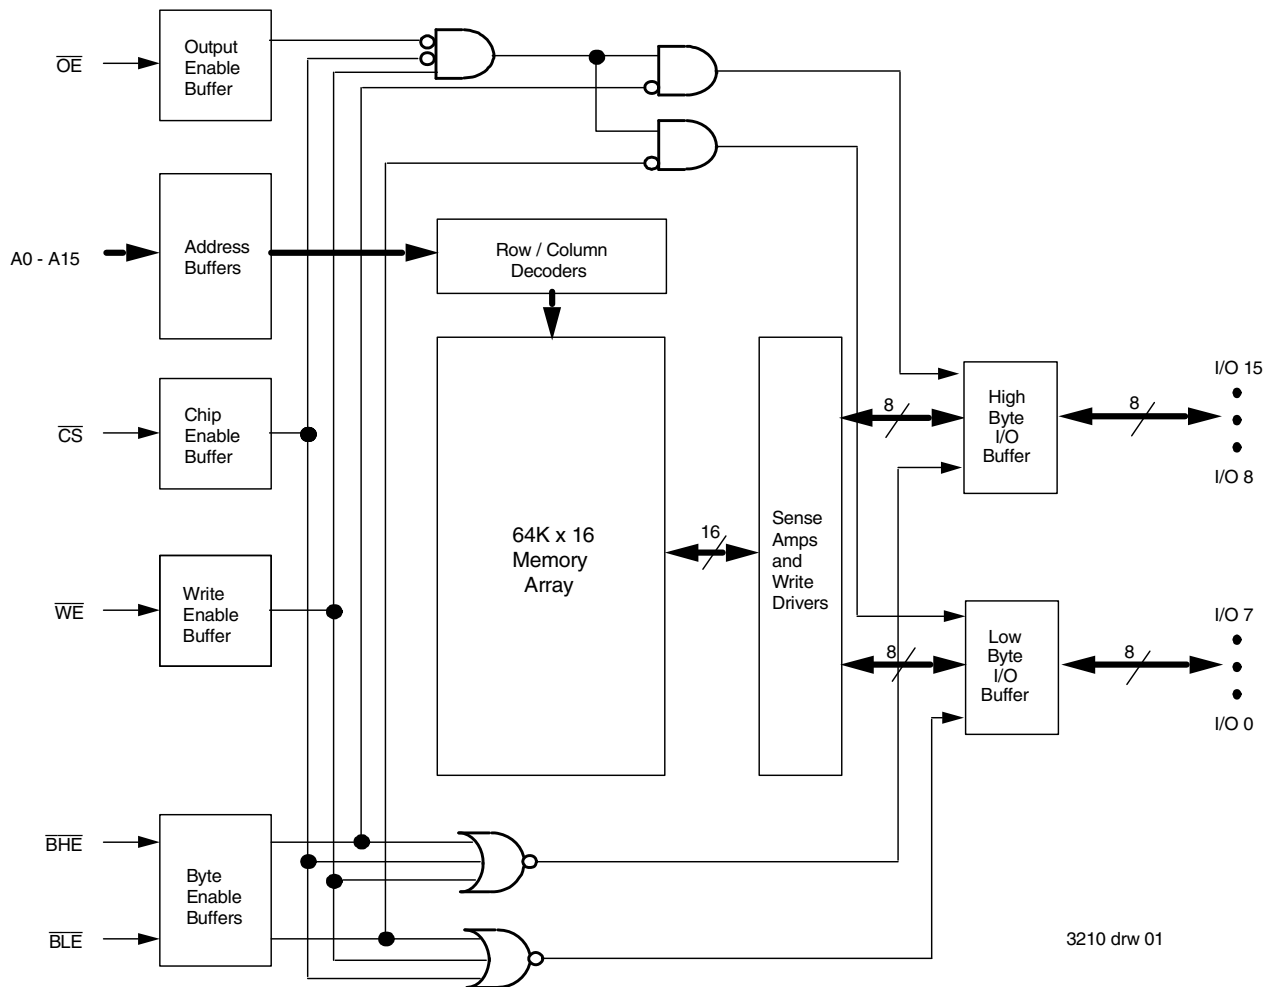 OE
Output
Enable
Buffer
A0 - A15
Address
Buffers
Row / Column
Decoders
CS
Chip
Enable
Buffer
WE
Write
Enable
Buffer
64K x 16
Memory
Array
16
Sense
Amps
and
Write
Drivers
8
High
Byte
I/O
Buffer
8
I/O 15
I/O 8
8
Low
Byte
I/O
Buffer
8
I/O 7
I/O 0
BHE
BLE
Byte
Enable
Buffers
3210 drw 01